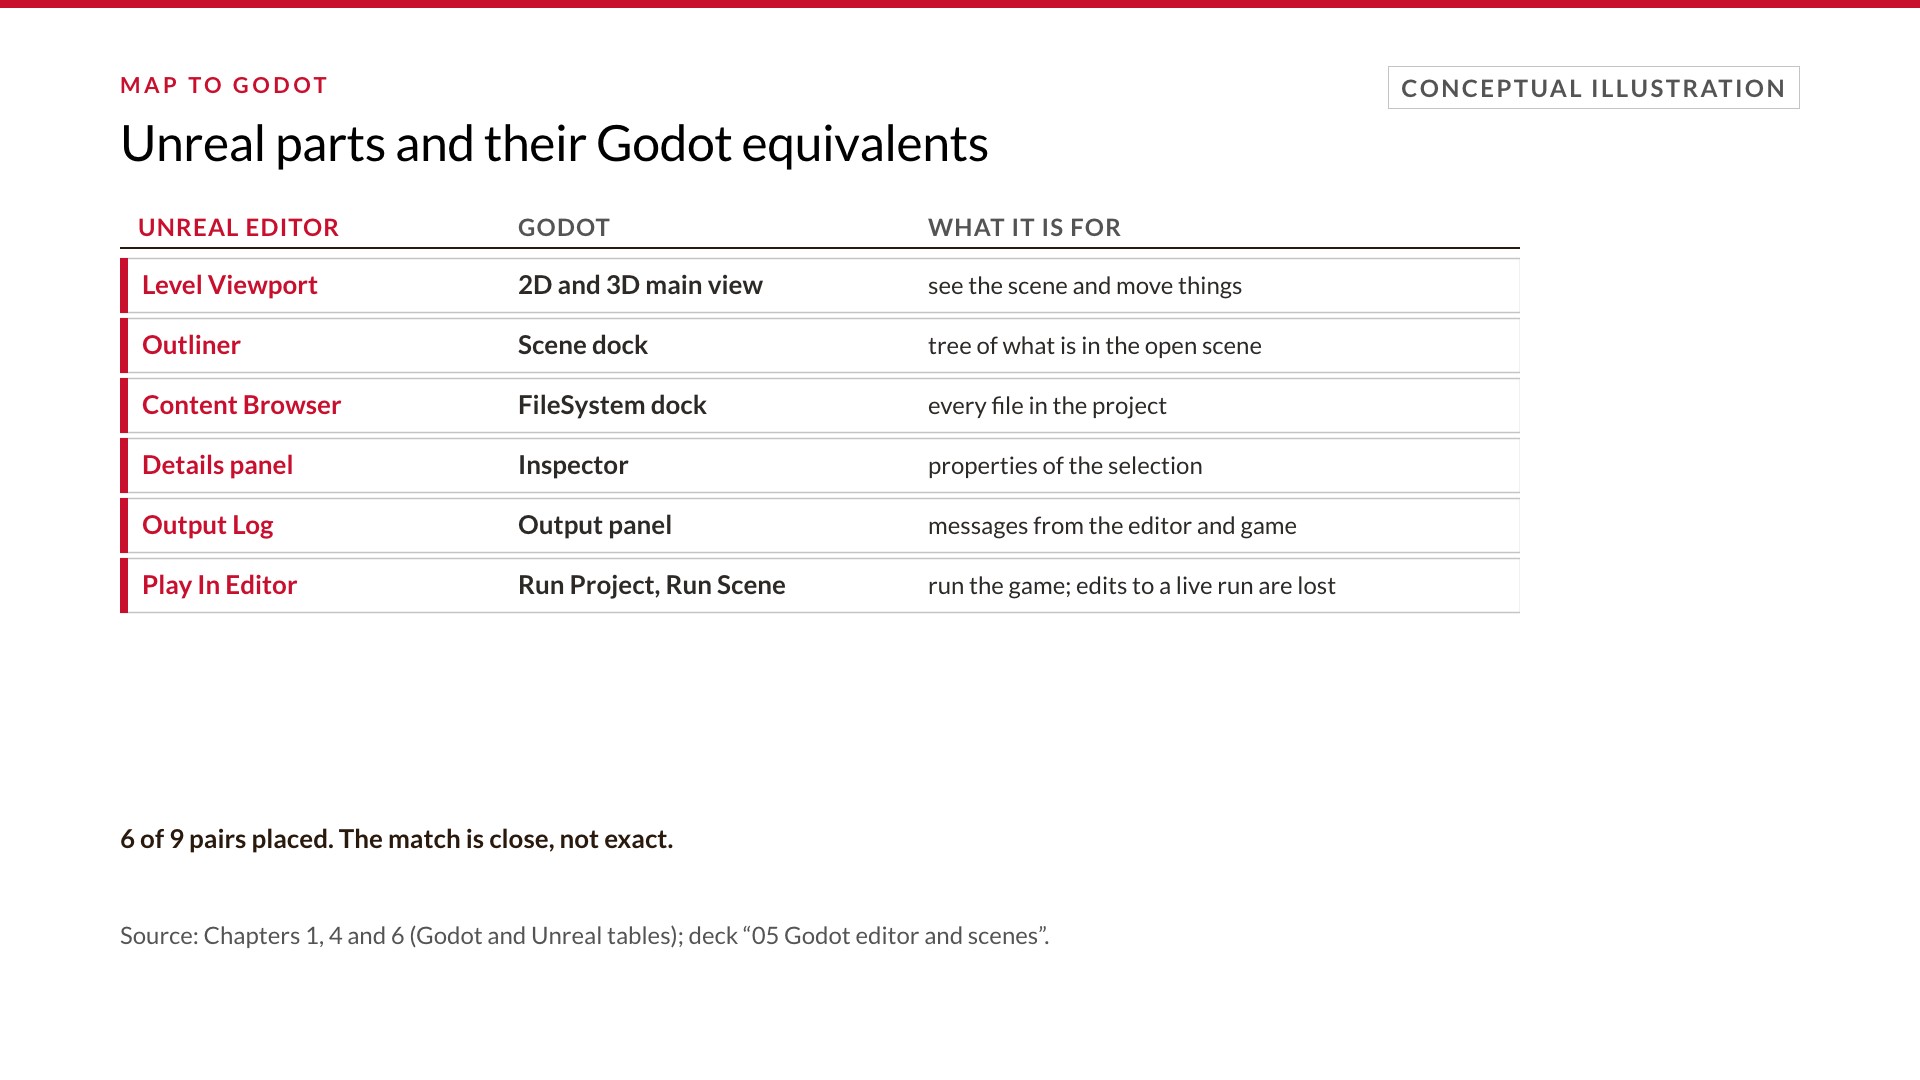 MAP TO GODOT
CONCEPTUAL ILLUSTRATION
Unreal parts and their Godot equivalents
UNREAL EDITOR GODOT WHAT IT IS FOR
Level Viewport 2D and 3D main view see the scene and move things
Outliner Scene dock tree of what is in the open scene
Content Browser FileSystem dock every file in the project
Details panel Inspector properties of the selection
Output Log Output panel messages from the editor and game
Play In Editor Run Project, Run Scene run the game; edits to a live run are lost
6 of 9 pairs placed. The match is close, not exact.
Source: Chapters 1, 4 and 6 (Godot and Unreal tables); deck “05 Godot editor and scenes”.